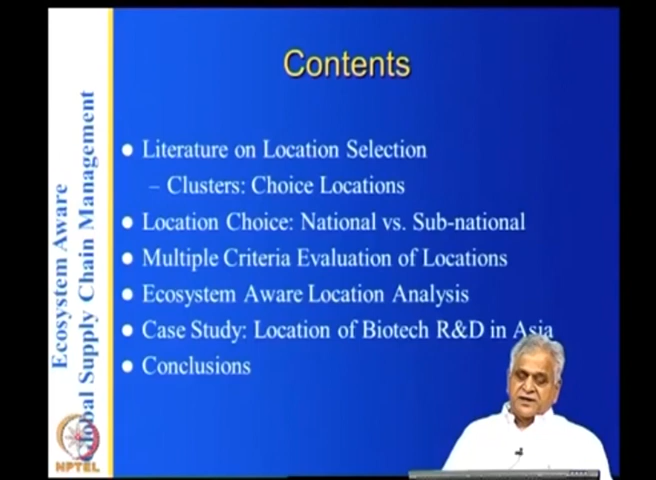 Contents
Literature on Location Selection
– Clusters: Choice Locations
Location Choice: National vs. Sub-national
Multiple Criteria Evaluation of Locations
Ecosystem Aware Location Analysis
Case Study: Location of Biotech R&D in Asia
Conclusions
Ecosystem Aware
Global Supply Chain Management
NPTEL